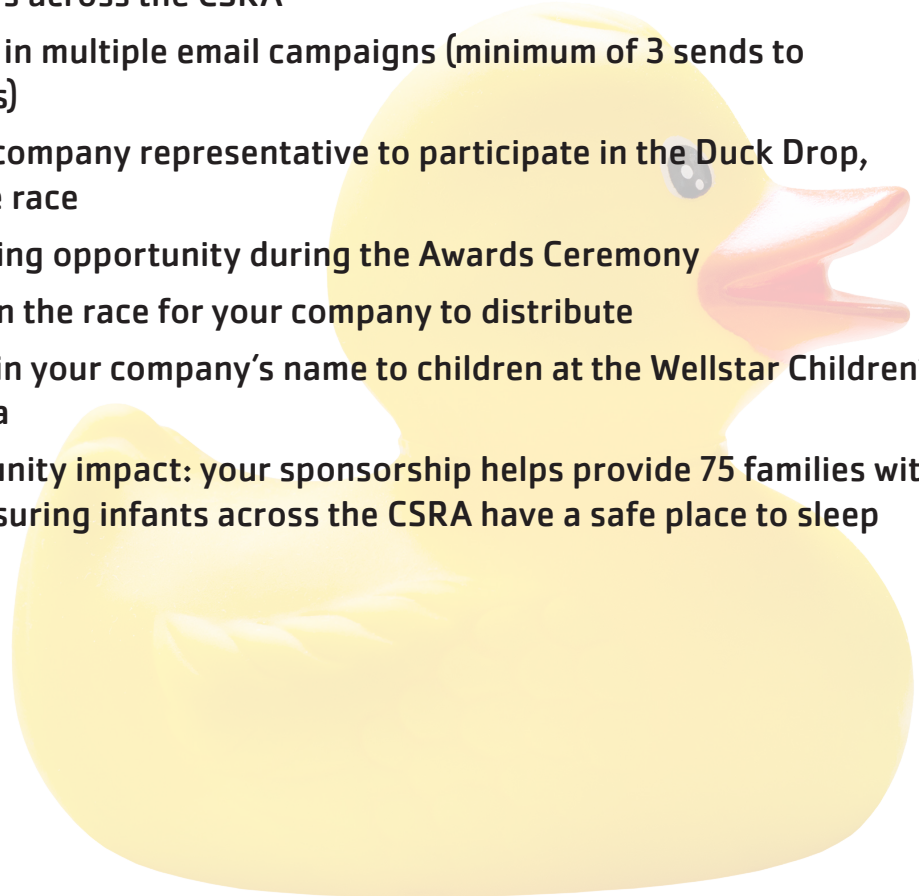 s across the CSRA
in multiple email campaigns (minimum of 3 sends to
s)
company representative to participate in the Duck Drop,
e race
ing opportunity during the Awards Ceremony
n the race for your company to distribute
in your company's name to children at the Wellstar Children'
a
unity impact: your sponsorship helps provide 75 families wit
suring infants across the CSRA have a safe place to sleep